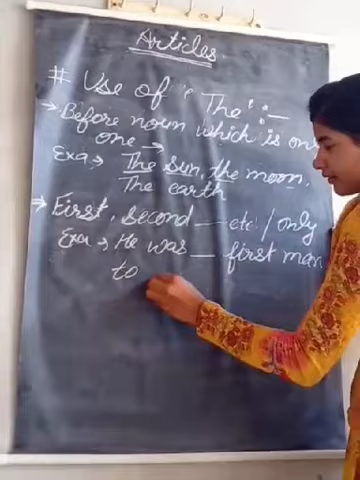 Articles.
# Use of 'The':—
→ Before noun which is only
one →
Exa → The Sun, the moon,
The earth
⇒ First, second — etc / only
Exa → He was — first man
to